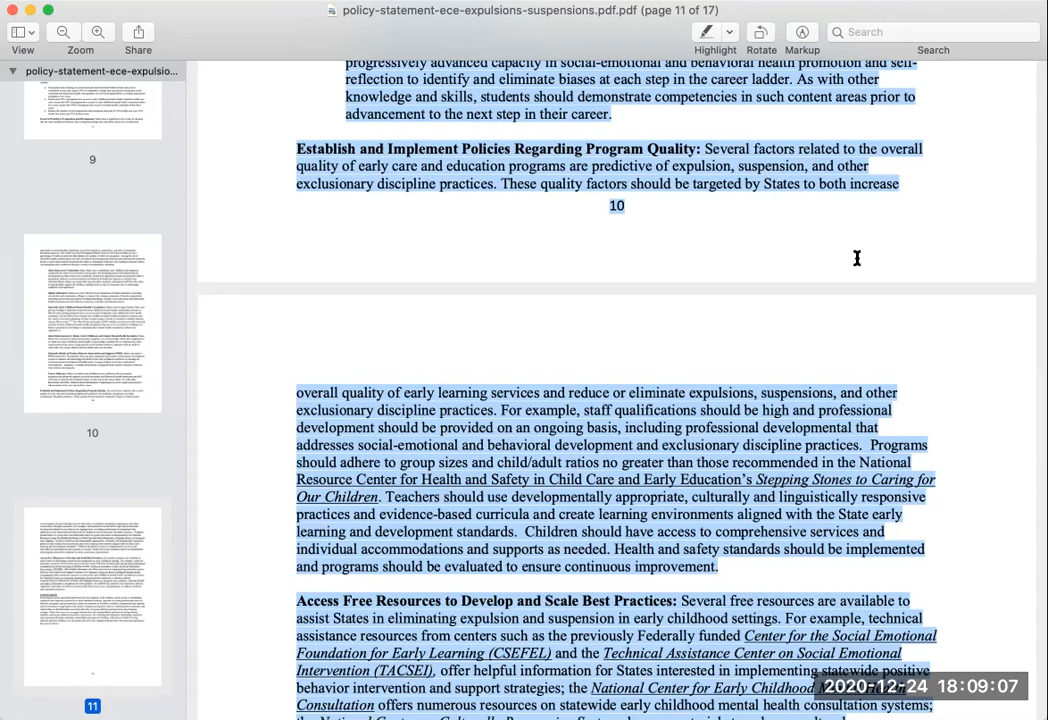 policy-statement-ece-expulsions-suspensions.pdf.pdf (page 11 of 17)
View
Zoom
Share
Highlight
Rotate
Markup
Search
Search
policy-statement-ece-expulsio...
9
10
11
progressively advanced capacity in social-emotional and behavioral health promotion and self-
reflection to identify and eliminate biases at each step in the career ladder. As with other
knowledge and skills, students should demonstrate competencies in such content areas prior to
advancement to the next step in their career.
Establish and Implement Policies Regarding Program Quality: Several factors related to the overall
quality of early care and education programs are predictive of expulsion, suspension, and other
exclusionary discipline practices. These quality factors should be targeted by States to both increase
10
overall quality of early learning services and reduce or eliminate expulsions, suspensions, and other
exclusionary discipline practices. For example, staff qualifications should be high and professional
development should be provided on an ongoing basis, including professional developmental that
addresses social-emotional and behavioral development and exclusionary discipline practices. Programs
should adhere to group sizes and child/adult ratios no greater than those recommended in the National
Resource Center for Health and Safety in Child Care and Early Education's Stepping Stones to Caring for
Our Children. Teachers should use developmentally appropriate, culturally and linguistically responsive
practices and evidence-based curricula and create learning environments aligned with the State early
learning and development standards. Children should have access to comprehensive services and
individual accommodations and supports as needed. Health and safety standards should be implemented
and programs should be evaluated to ensure continuous improvement.
Access Free Resources to Develop and Scale Best Practices: Several free resources are available to
assist States in eliminating expulsion and suspension in early childhood settings. For example, technical
assistance resources from centers such as the previously Federally funded Center for the Social Emotional
Foundation for Early Learning (CSEFEL) and the Technical Assistance Center on Social Emotional
Intervention (TACSEI), offer helpful information for States interested in implementing statewide positive
behavior intervention and support strategies; the National Center for Early Childhood
Consultation offers numerous resources on statewide early childhood mental health consultation systems;
2020-12-24 18:09:07